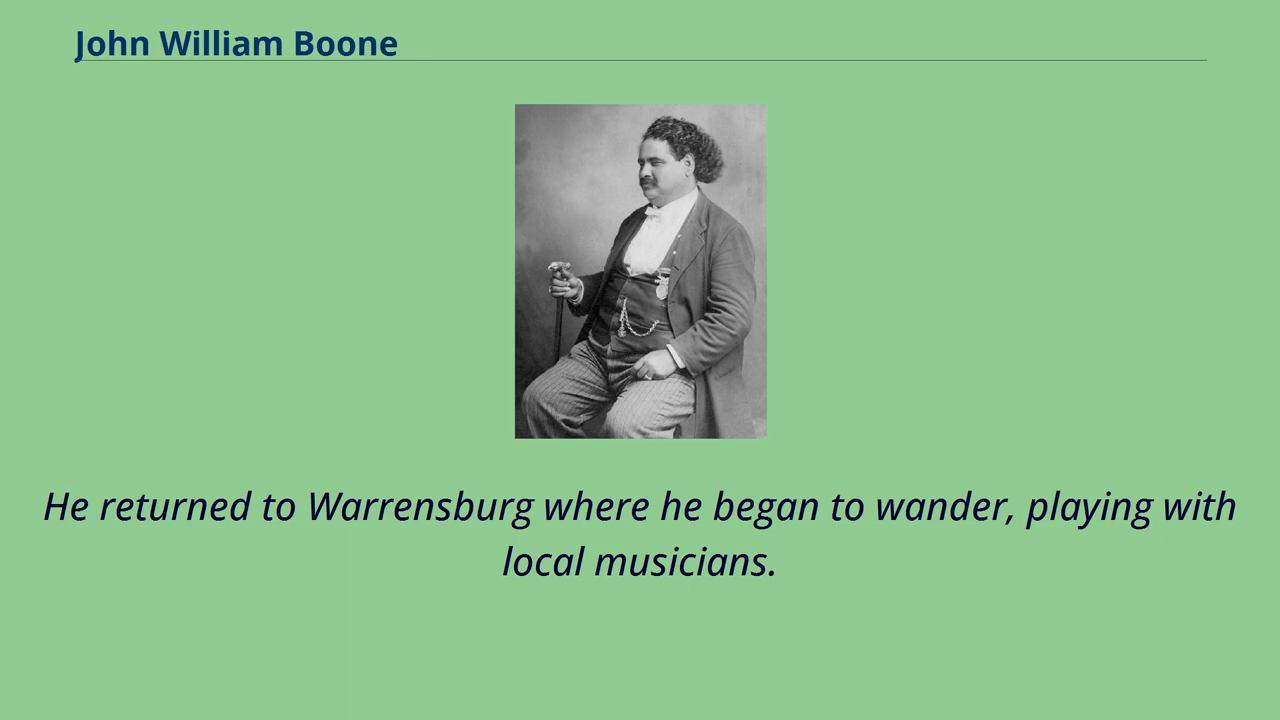 John William Boone
He returned to Warrensburg where he began to wander, playing with
local musicians.